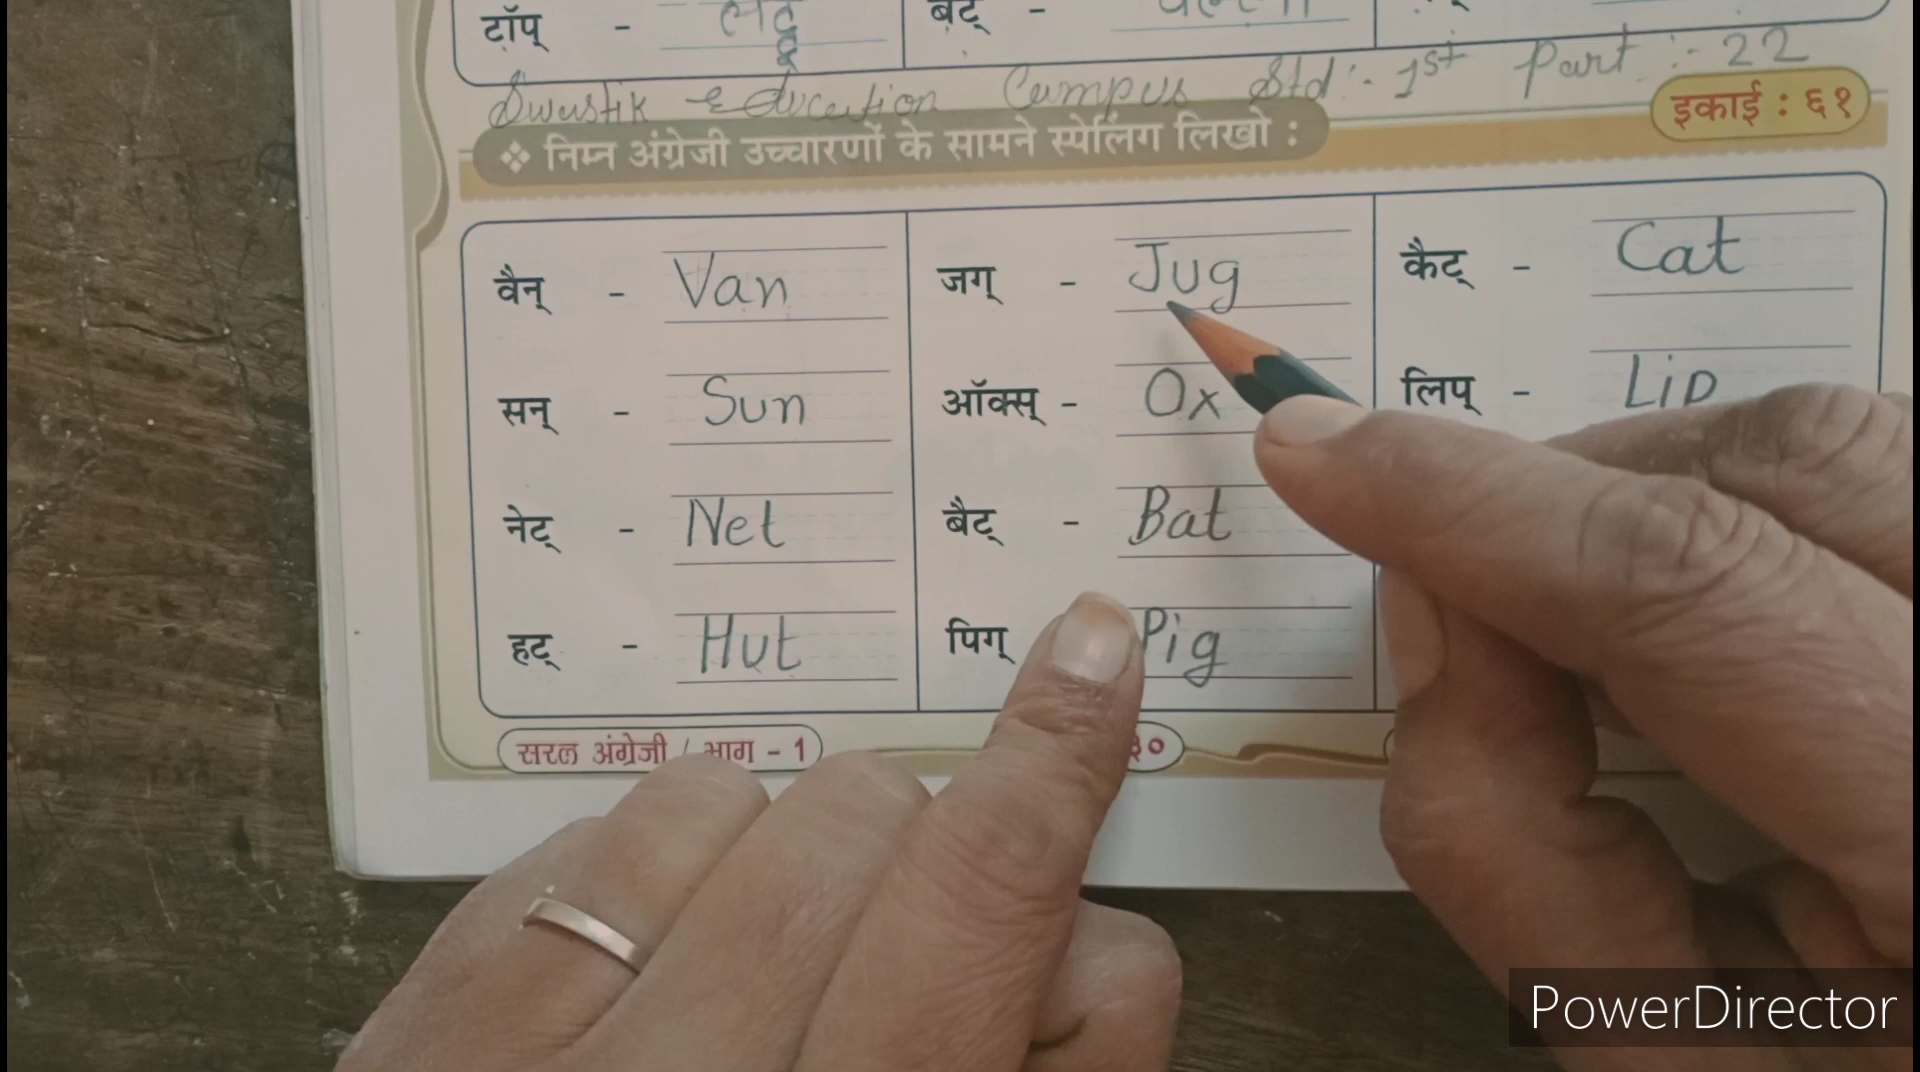 टॉप् -
बॅट् -
Swastik Education Campus Std :- 1st Part :- 22
❖ निम्न अंग्रेजी उच्चारणों के सामने स्पेलिंग लिखो :
इकाई : ६१
वैन् - Van
जग् - Jug
कैट् - Cat
सन् - Sun
ऑक्स् - Ox
लिप् - Lip
नेट् - Net
बैट् - Bat
हट् - Hut
पिग् Pig
सरल अंग्रेजी / भाग - 1
३०
PowerDirector